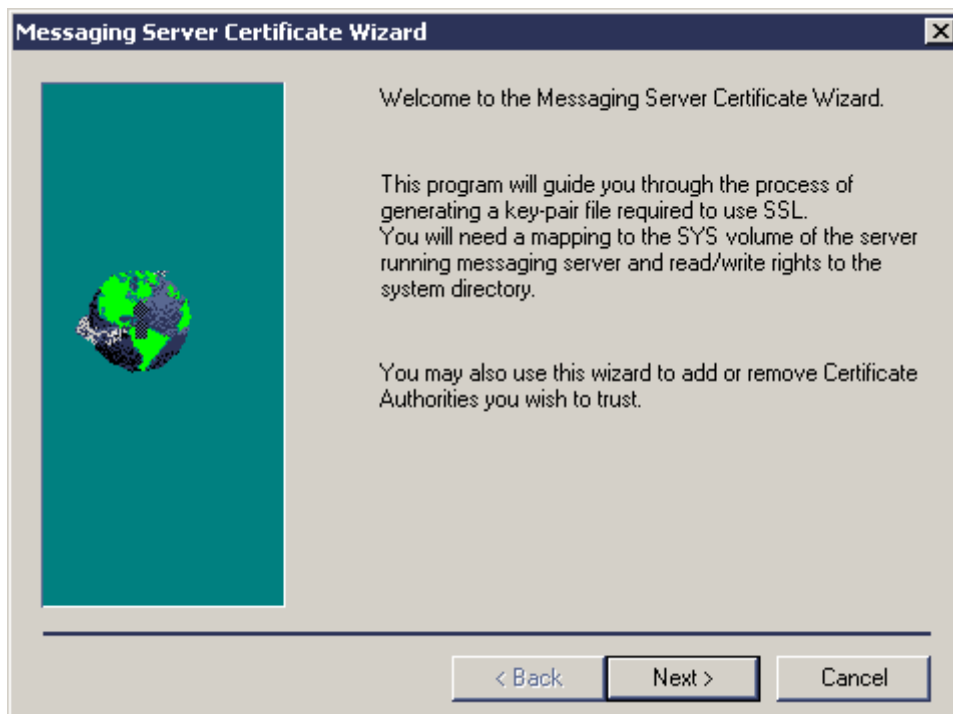 Messaging Server Certificate Wizard
Welcome to the Messaging Server Certificate Wizard.
This program will guide you through the process of
generating a key-pair file required to use SSL.
You will need a mapping to the SYS volume of the server
running messaging server and read/write rights to the
system directory.
You may also use this wizard to add or remove Certificate
Authorities you wish to trust.
< Back
Next >
Cancel